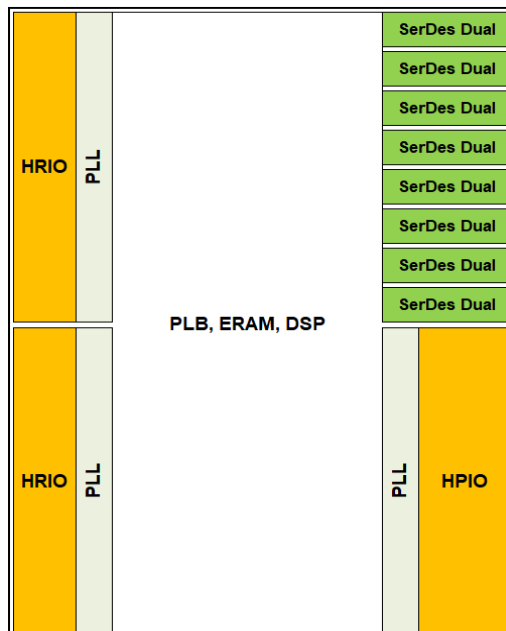 SerDes Dual
SerDes Dual
SerDes Dual
SerDes Dual
SerDes Dual
SerDes Dual
SerDes Dual
SerDes Dual
HRIO
PLL
PLB, ERAM, DSP
HRIO
PLL
PLL
HPIO